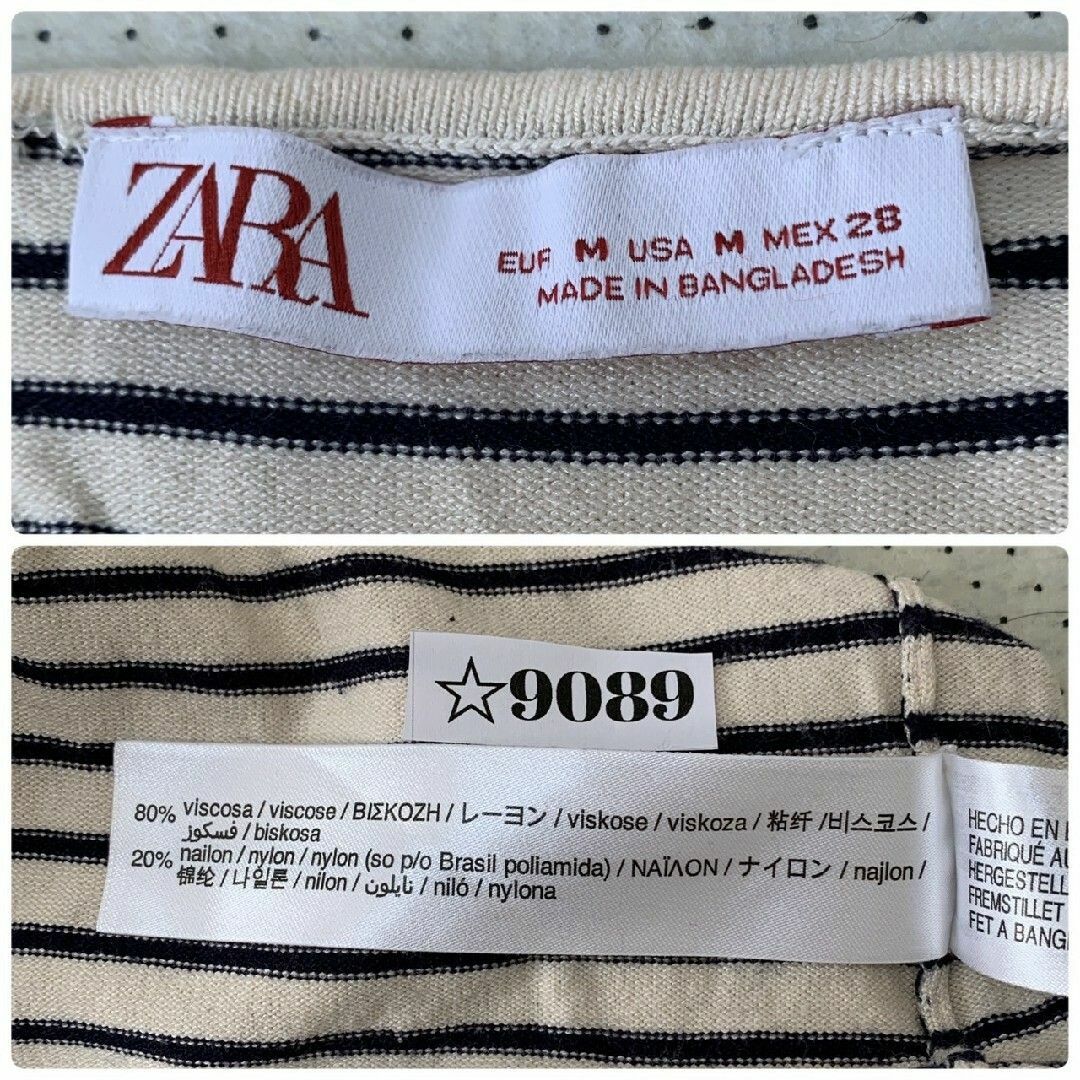 ZARA
EUR M USA M MEX 28
MADE IN BANGLADESH
☆9089
80% viscosa / viscose / ΒΙΣΚΟΖΗ / レーヨン / viskose / viskoza / 粘纤 /비스코스 /
فسكوز / biskosa
20% nailon / nylon / nylon (so p/o Brasil poliamida) / ΝΑΪΛΟΝ / ナイロン / najlon /
锦纶 / 나일론 / nilon / نايلون / niló / nylona
HECHO EN
FABRIQUÉ AU
HERGESTELL
FREMSTILLET
FET A BANG